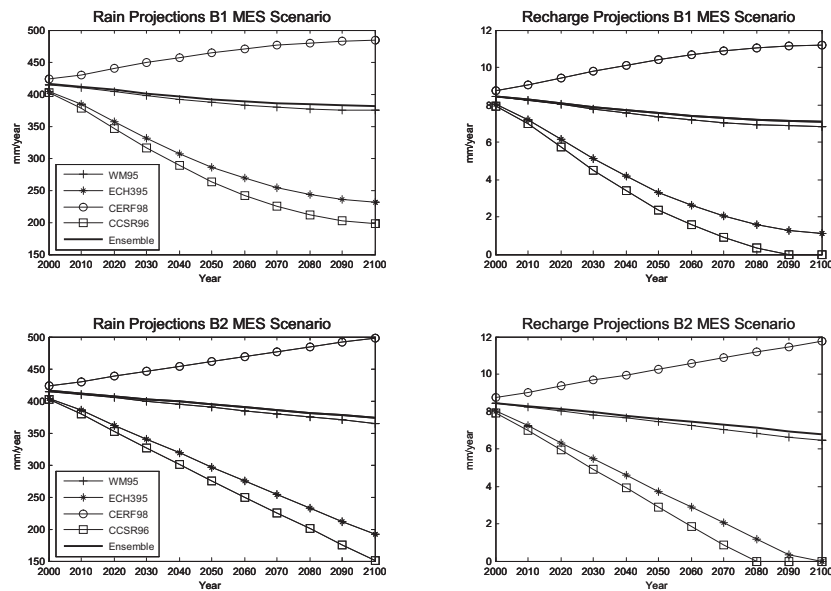 Rain Projections B1 MES Scenario
500
450
400
350
300
250
200
150
mm/year
WM95
ECH395
CERF98
CCSR96
Ensemble
2000 2010 2020 2030 2040 2050 2060 2070 2080 2090 2100
Year
Recharge Projections B1 MES Scenario
12
10
8
6
4
2
0
mm/year
2000 2010 2020 2030 2040 2050 2060 2070 2080 2090 2100
Year
Rain Projections B2 MES Scenario
500
450
400
350
300
250
200
150
mm/year
WM95
ECH395
CERF98
CCSR96
Ensemble
2000 2010 2020 2030 2040 2050 2060 2070 2080 2090 2100
Year
Recharge Projections B2 MES Scenario
12
10
8
6
4
2
0
mm/year
2000 2010 2020 2030 2040 2050 2060 2070 2080 2090 2100
Year